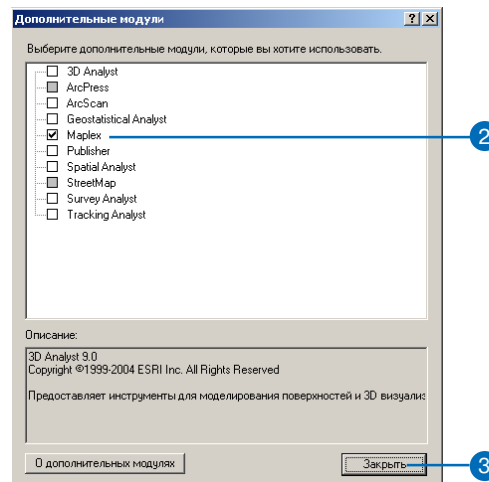 Дополнительные модули
Выберите дополнительные модули, которые вы хотите использовать.
3D Analyst
ArcPress
ArcScan
Geostatistical Analyst
Maplex
2
Publisher
Spatial Analyst
StreetMap
Survey Analyst
Tracking Analyst
Описание:
3D Analyst 9.0
Copyright ©1999-2004 ESRI Inc. All Rights Reserved
Предоставляет инструменты для моделирования поверхностей и 3D визуализ
О дополнительных модулях
Закрыть
3